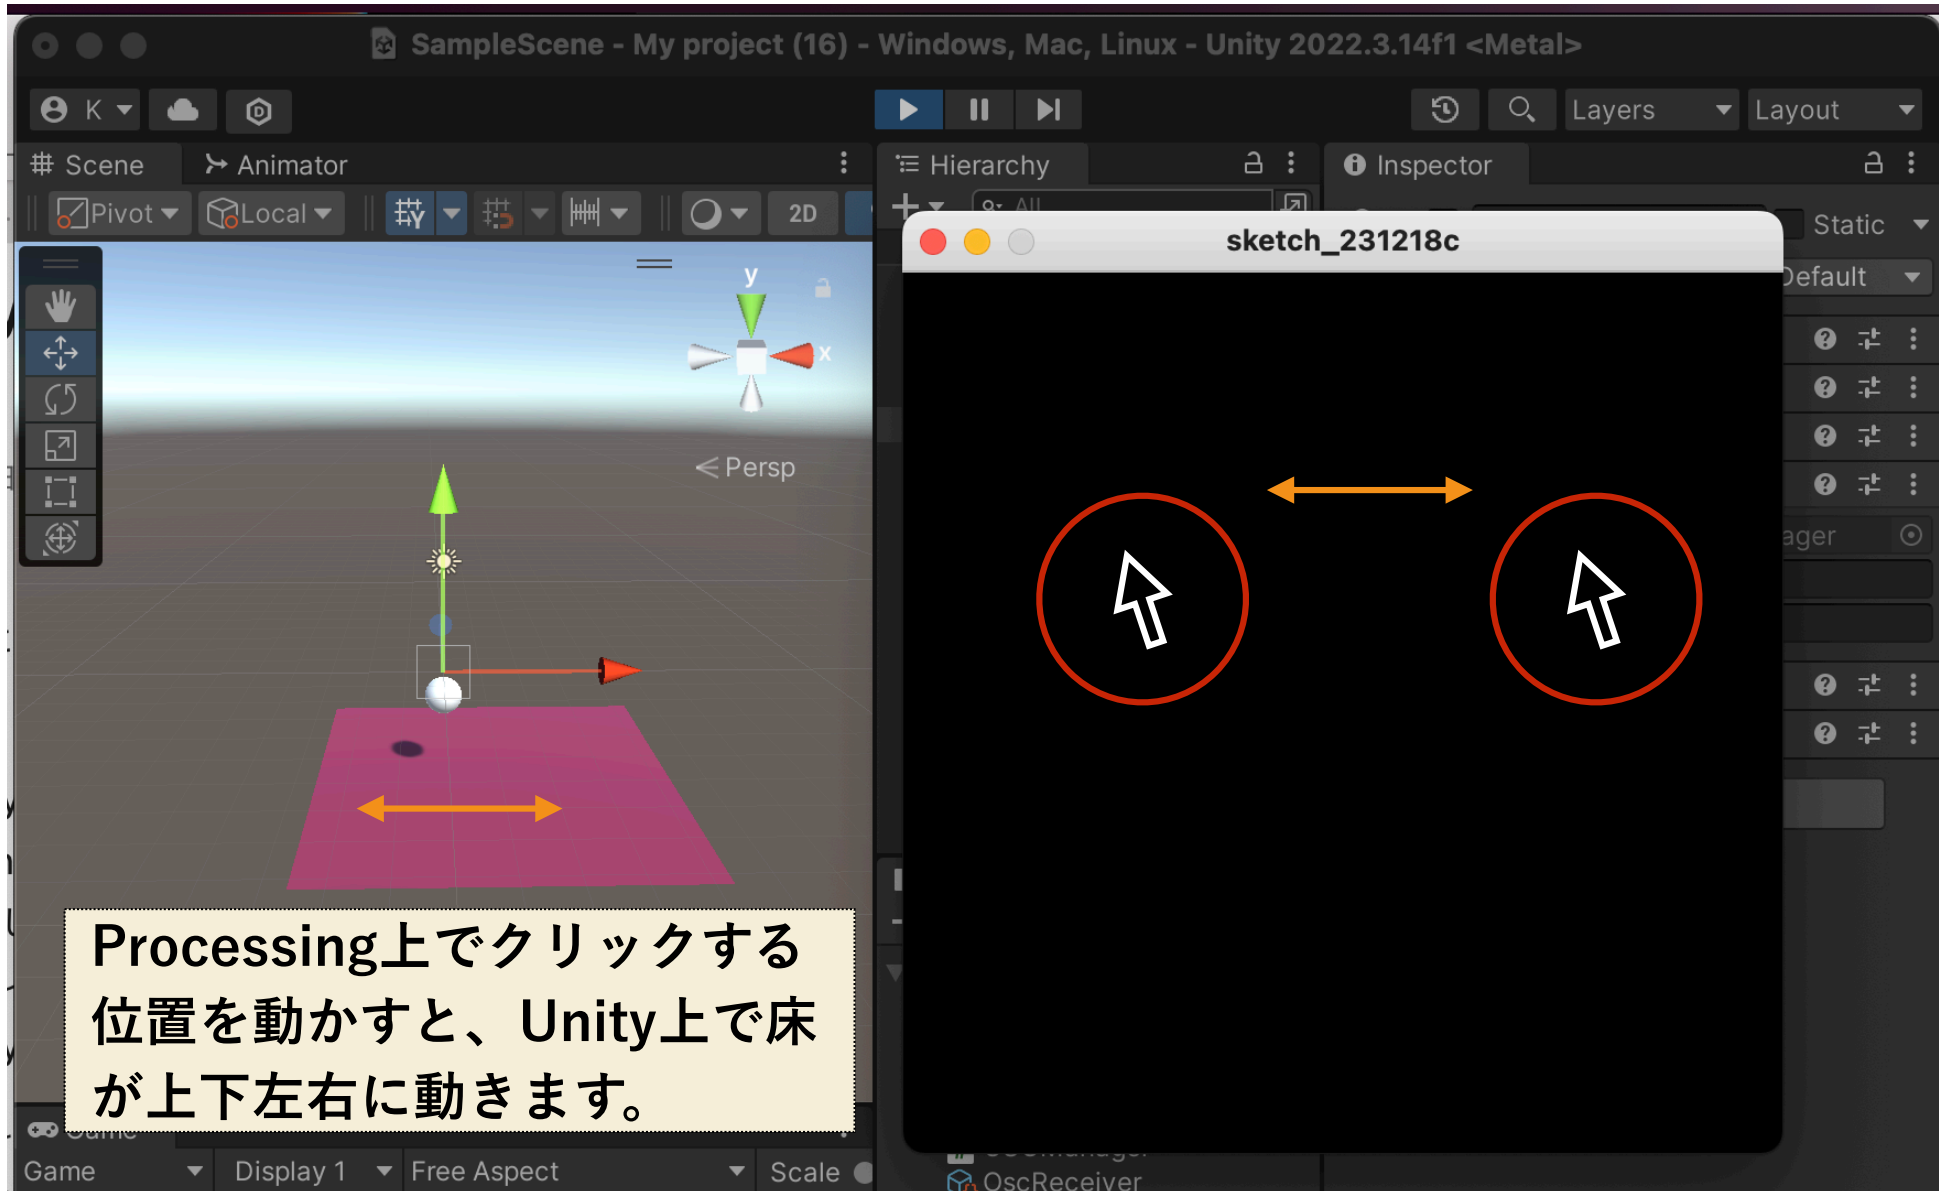 SampleScene - My project (16) - Windows, Mac, Linux - Unity 2022.3.14f1 <Metal>
K
Layers
Layout
Scene
Animator
Hierarchy
Inspector
Pivot
Local
2D
All
Static
sketch_231218c
Default
y
x
Persp
Processing上でクリックする
位置を動かすと、Unity上で床
が上下左右に動きます。
Game
Game
Display 1
Free Aspect
Scale
OscReceiver